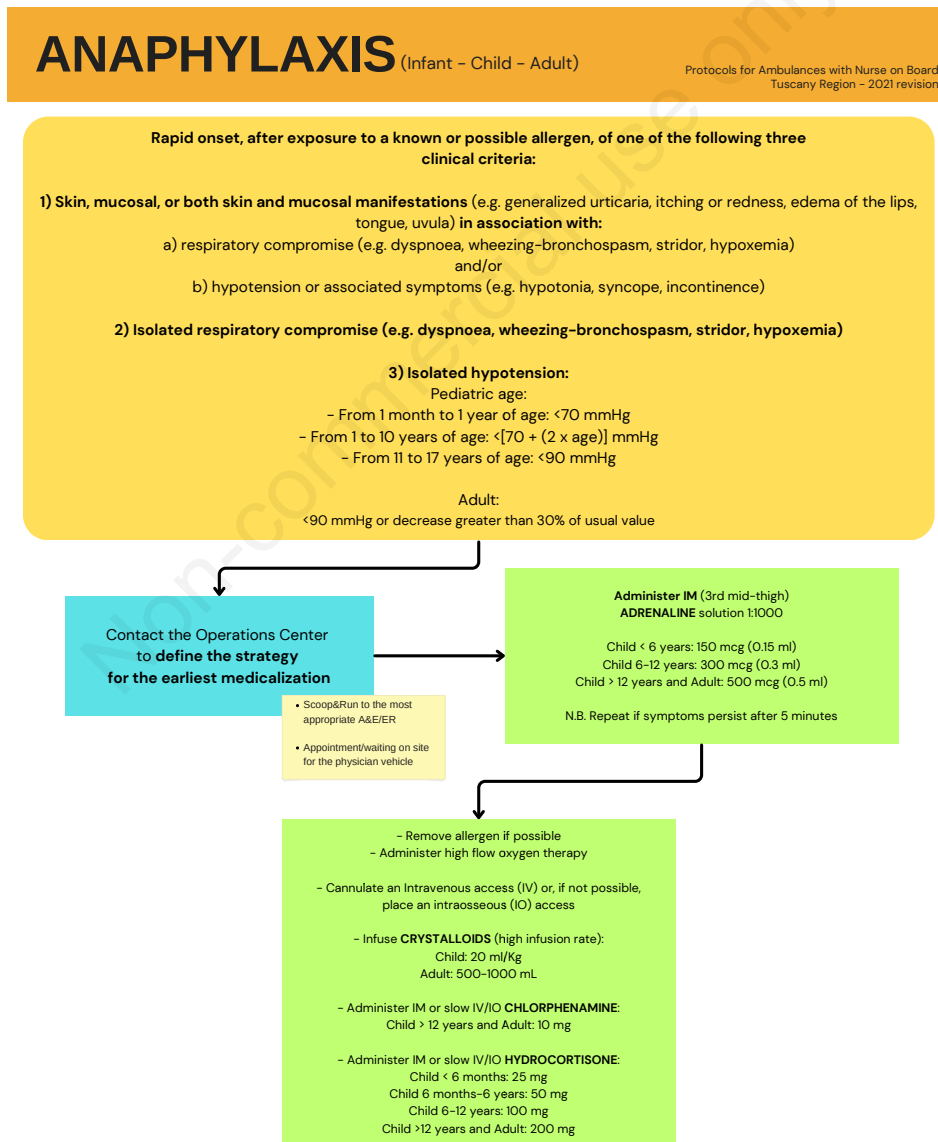 ANAPHYLAXIS (Infant - Child - Adult)
Protocols for Ambulances with Nurse on Board
Tuscany Region - 2021 revision
Rapid onset, after exposure to a known or possible allergen, of one of the following three
clinical criteria:
1) Skin, mucosal, or both skin and mucosal manifestations (e.g. generalized urticaria, itching or redness, edema of the lips,
tongue, uvula) in association with:
a) respiratory compromise (e.g. dyspnoea, wheezing-bronchospasm, stridor, hypoxemia)
and/or
b) hypotension or associated symptoms (e.g. hypotonia, syncope, incontinence)
2) Isolated respiratory compromise (e.g. dyspnoea, wheezing-bronchospasm, stridor, hypoxemia)
3) Isolated hypotension:
Pediatric age:
- From 1 month to 1 year of age: <70 mmHg
- From 1 to 10 years of age: <[70 + (2 x age)] mmHg
- From 11 to 17 years of age: <90 mmHg
Adult:
<90 mmHg or decrease greater than 30% of usual value
Contact the Operations Center
to define the strategy
for the earliest medicalization
• Scoop&Run to the most
appropriate A&E/ER
• Appointment/waiting on site
for the physician vehicle
Administer IM (3rd mid-thigh)
ADRENALINE solution 1:1000
Child < 6 years: 150 mcg (0.15 ml)
Child 6-12 years: 300 mcg (0.3 ml)
Child > 12 years and Adult: 500 mcg (0.5 ml)
N.B. Repeat if symptoms persist after 5 minutes
- Remove allergen if possible
- Administer high flow oxygen therapy
- Cannulate an Intravenous access (IV) or, if not possible,
place an intraosseous (IO) access
- Infuse CRYSTALLOIDS (high infusion rate):
Child: 20 ml/Kg
Adult: 500-1000 mL
- Administer IM or slow IV/IO CHLORPHENAMINE:
Child > 12 years and Adult: 10 mg
- Administer IM or slow IV/IO HYDROCORTISONE:
Child < 6 months: 25 mg
Child 6 months-6 years: 50 mg
Child 6-12 years: 100 mg
Child >12 years and Adult: 200 mg
Non-commercial use only